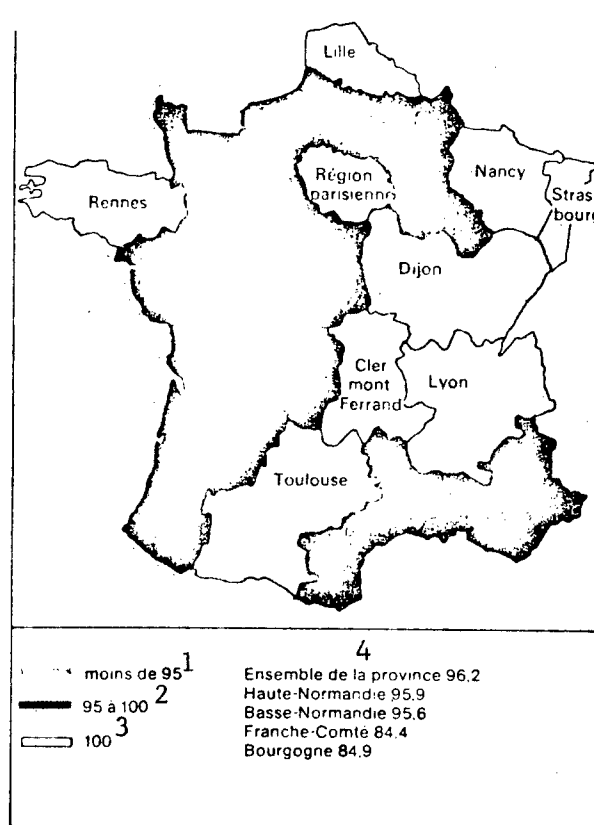 Lille
Région
parisienne
Nancy
Stras
bourg
Rennes
Dijon
Cler
mont
Ferrand
Lyon
Toulouse
4
moins de 95 1
95 à 100 2
100 3
Ensemble de la province 96.2
Haute-Normandie 95.9
Basse-Normandie 95.6
Franche-Comté 84.4
Bourgogne 84.9